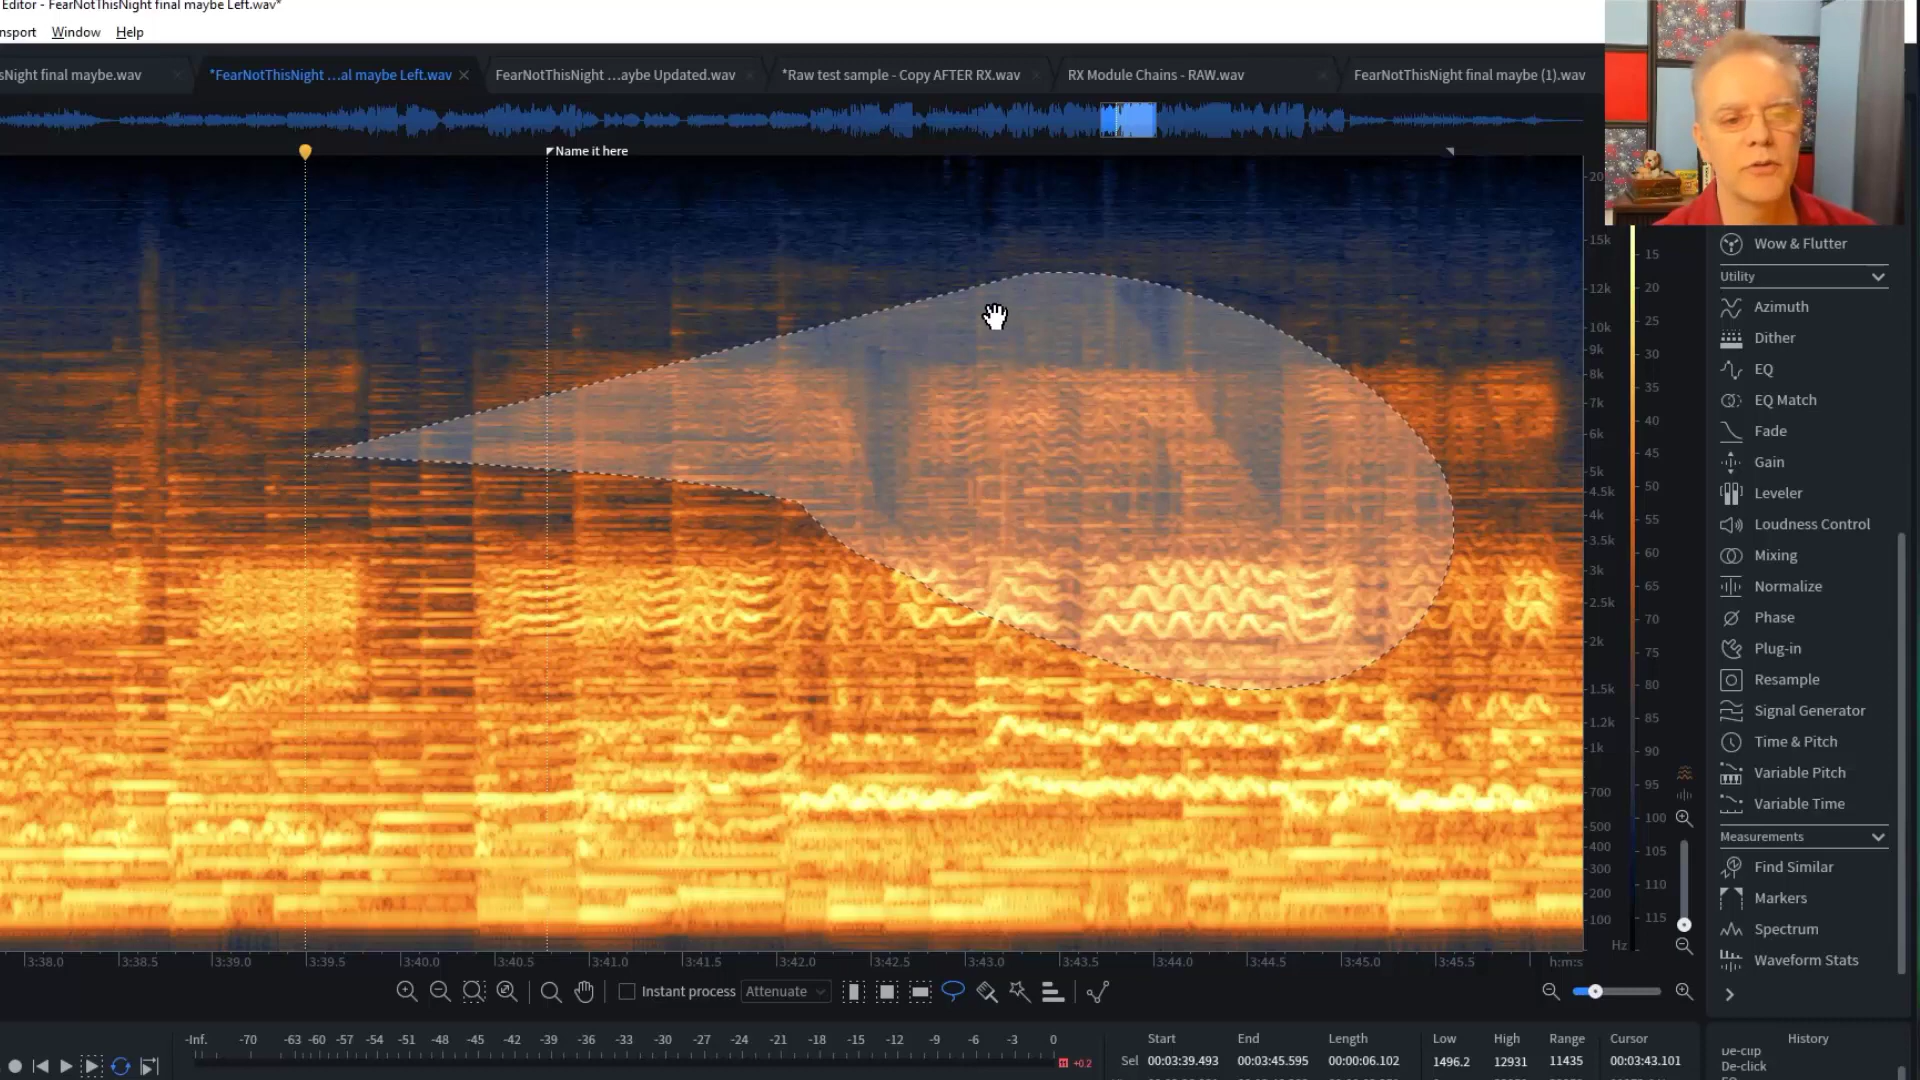 Editor - FearNotThisNight final maybe Left.wav*
nsport Window Help
sNight final maybe.wav
*FearNotThisNight ...al maybe Left.wav
FearNotThisNight ...aybe Updated.wav
*Raw test sample - Copy AFTER RX.wav
RX Module Chains - RAW.wav
FearNotThisNight final maybe (1).wav
Name it here
20
15k
12k
10k
9k
8k
7k
6k
5k
4.5k
4k
3.5k
3k
2.5k
2k
1.5k
1.2k
1k
700
500
400
300
200
100
Hz
15
20
25
30
35
40
45
50
55
60
65
70
75
80
85
90
95
100
105
110
115
Wow & Flutter
Utility
Azimuth
Dither
EQ
EQ Match
Fade
Gain
Leveler
Loudness Control
Mixing
Normalize
Phase
Plug-in
Resample
Signal Generator
Time & Pitch
Variable Pitch
Variable Time
Measurements
Find Similar
Markers
Spectrum
Waveform Stats
3:38.0 3:38.5 3:39.0 3:39.5 3:40.0 3:40.5 3:41.0 3:41.5 3:42.0 3:42.5 3:43.0 3:43.5 3:44.0 3:44.5 3:45.0 3:45.5 h:m:s
Instant process Attenuate
-Inf. -70 -63 -60 -57 -54 -51 -48 -45 -42 -39 -36 -33 -30 -27 -24 -21 -18 -15 -12 -9 -6 -3 0
+0.2
Start End Length Low High Range Cursor
Sel 00:03:39.493 00:03:45.595 00:00:06.102 1496.2 12931 11435 00:03:43.101
History
De-clip
De-click